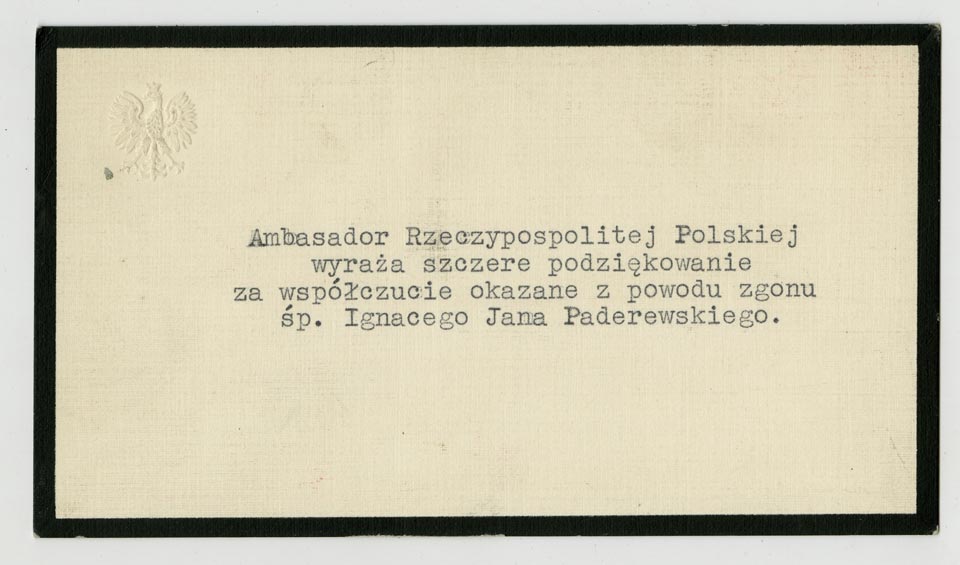 Ambasador Rzeczypospolitej Polskiej
wyraża szczere podziękowanie
za współczucie okazane z powodu zgonu
śp. Ignacego Jana Paderewskiego.